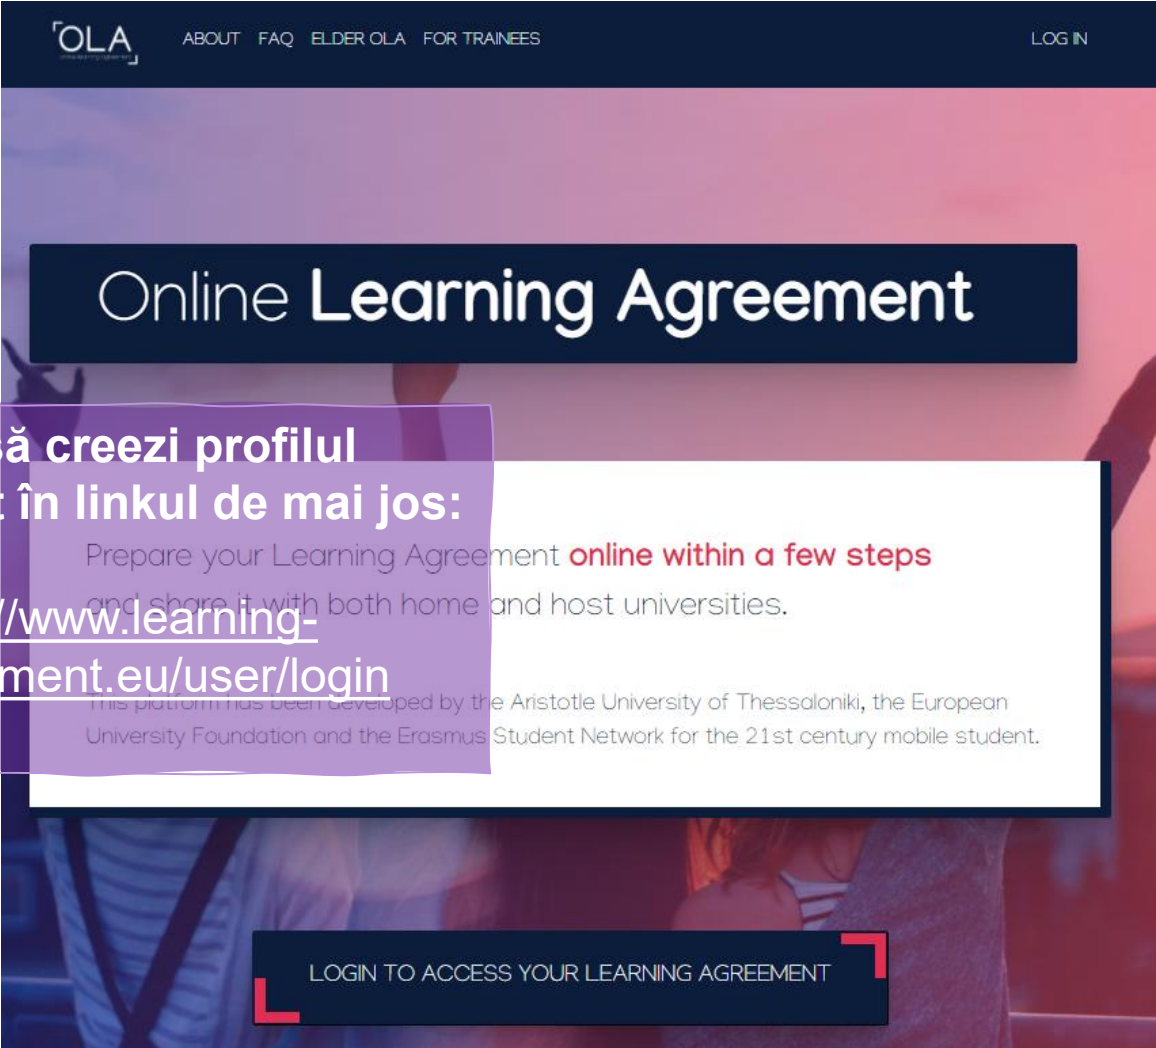 OLA
ABOUT FAQ ELDER OLA FOR TRAINEES LOG IN
Online Learning Agreement
să creezi profilul
t în linkul de mai jos:
Prepare your Learning Agreement online within a few steps
and share it with both home and host universities.
//www.learning-
ment.eu/user/login
This platform has been developed by the Aristotle University of Thessaloniki, the European
University Foundation and the Erasmus Student Network for the 21st century mobile student.
LOGIN TO ACCESS YOUR LEARNING AGREEMENT